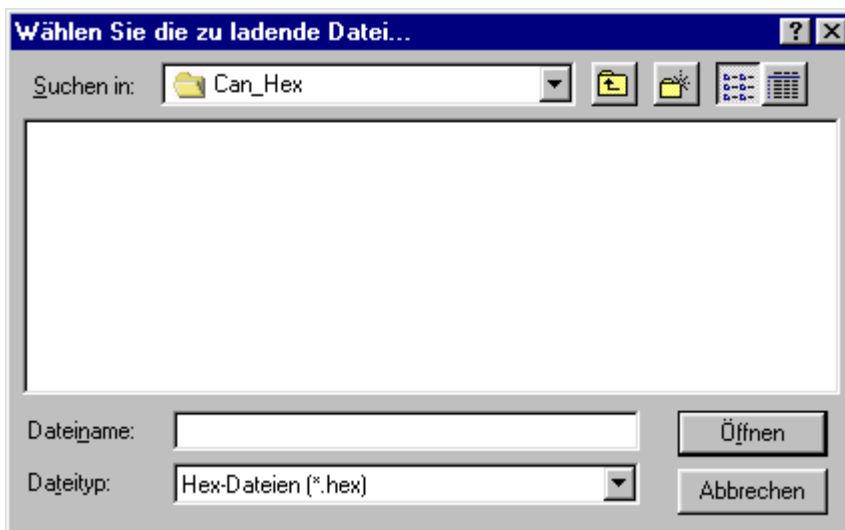 Wählen Sie die zu ladende Datei...
Suchen in: Can_Hex
Dateiname: Öffnen
Dateityp: Hex-Dateien (*.hex) Abbrechen